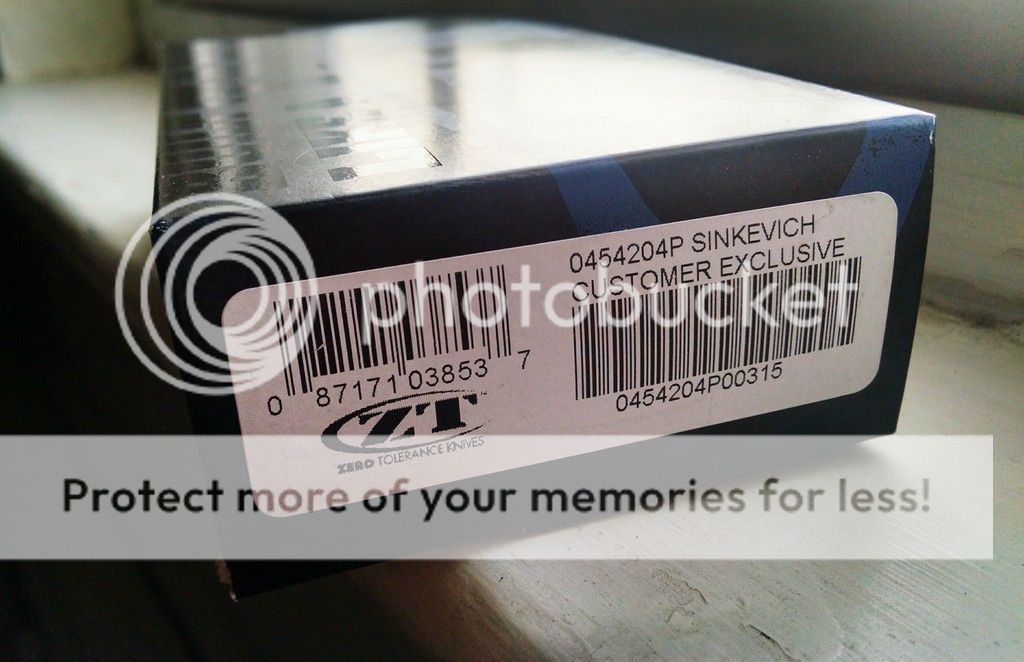 0454204P SINKEVICH
CUSTOMER EXCLUSIVE
0 87171 03853 7
0454204P00315
ZT
ZERO TOLERANCE KNIVES
photobucket
Protect more of your memories for less!